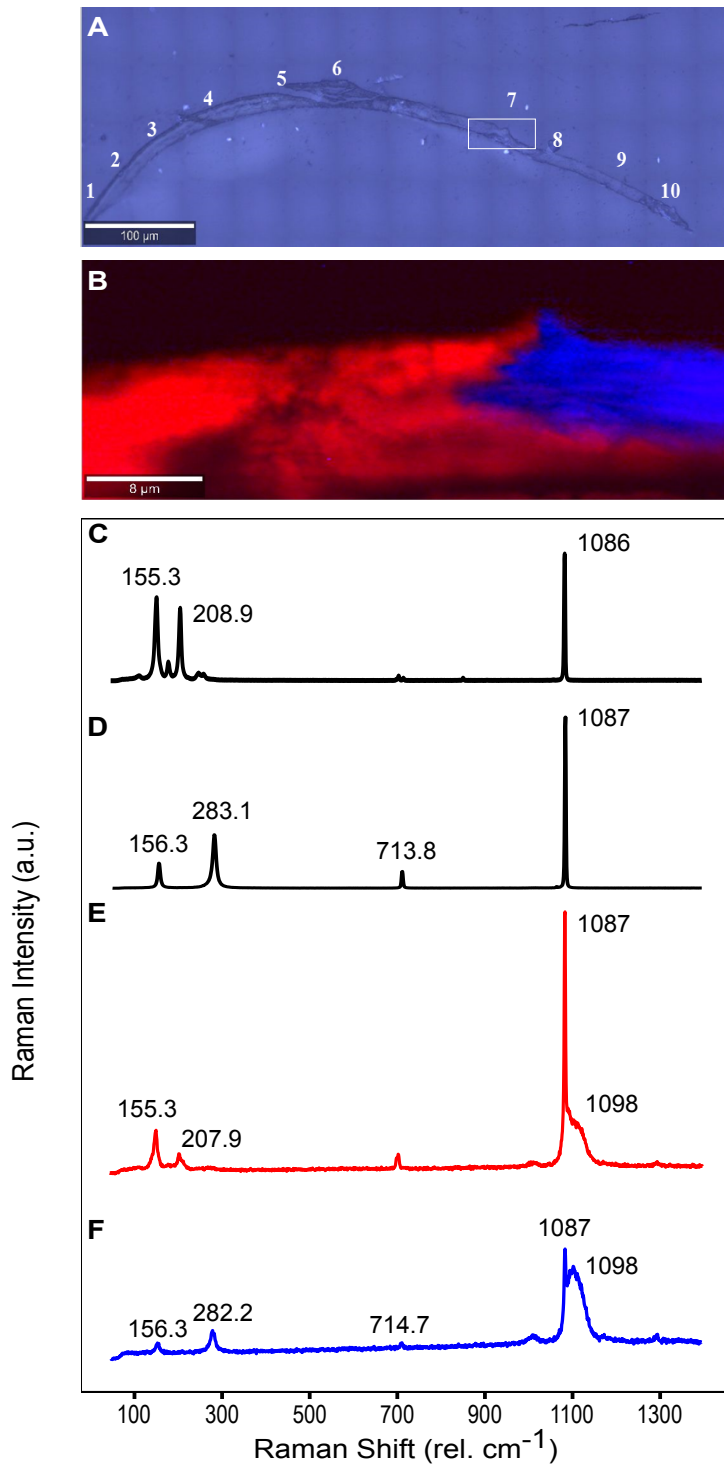 A
1 2 3 4 5 6 7 8 9 10
100 µm
B
8 µm
C
155.3
208.9
1086
D
156.3
283.1
713.8
1087
E
155.3
207.9
1087
1098
F
156.3
282.2
714.7
1087
1098
Raman Intensity (a.u.)
100 300 500 700 900 1100 1300
Raman Shift (rel. cm⁻¹)